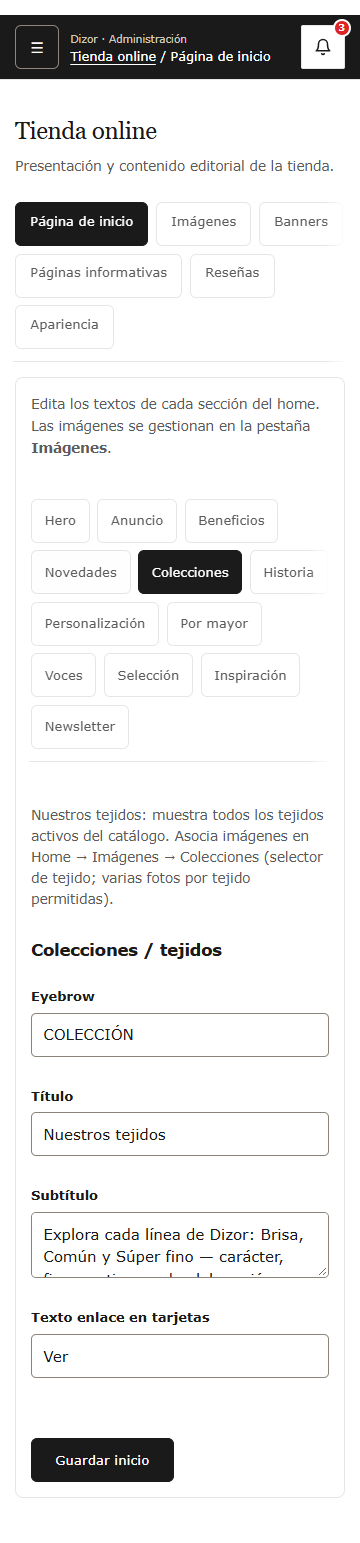 ☰
Dizor · Administración
Tienda online / Página de inicio
3
Tienda online
Presentación y contenido editorial de la tienda.
Página de inicio
Imágenes
Banners
Páginas informativas
Reseñas
Apariencia
Edita los textos de cada sección del home.
Las imágenes se gestionan en la pestaña
Imágenes.
Hero
Anuncio
Beneficios
Novedades
Colecciones
Historia
Personalización
Por mayor
Voces
Selección
Inspiración
Newsletter
Nuestros tejidos: muestra todos los tejidos
activos del catálogo. Asocia imágenes en
Home → Imágenes → Colecciones (selector
de tejido; varias fotos por tejido
permitidas).
Colecciones / tejidos
Eyebrow
COLECCIÓN
Título
Nuestros tejidos
Subtítulo
Explora cada línea de Dizor: Brisa,
Común y Súper fino — carácter,
Texto enlace en tarjetas
Ver
Guardar inicio